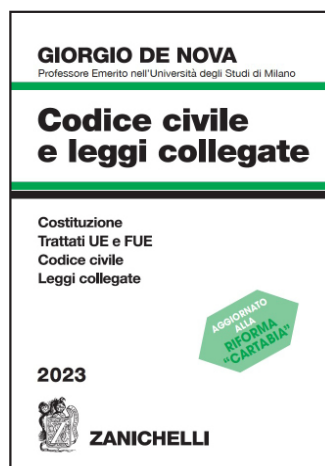 GIORGIO DE NOVA
Professore Emerito nell'Università degli Studi di Milano
Codice civile
e leggi collegate
Costituzione
Trattati UE e FUE
Codice civile
Leggi collegate
AGGIORNATO
ALLA
RIFORMA
"CARTABIA"
2023
ZANICHELLI